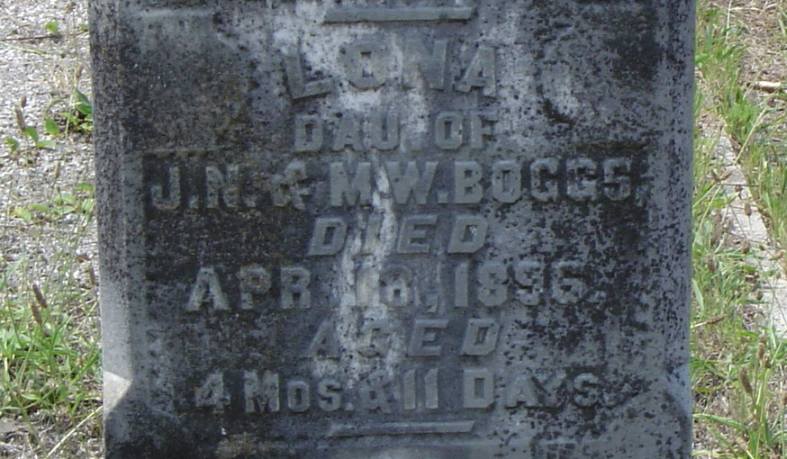 LONA
DAU. OF
J.N. & M.W. BOGGS,
DIED
APR 18, 1896.
AGED
4 MOS. & 11 DAYS.